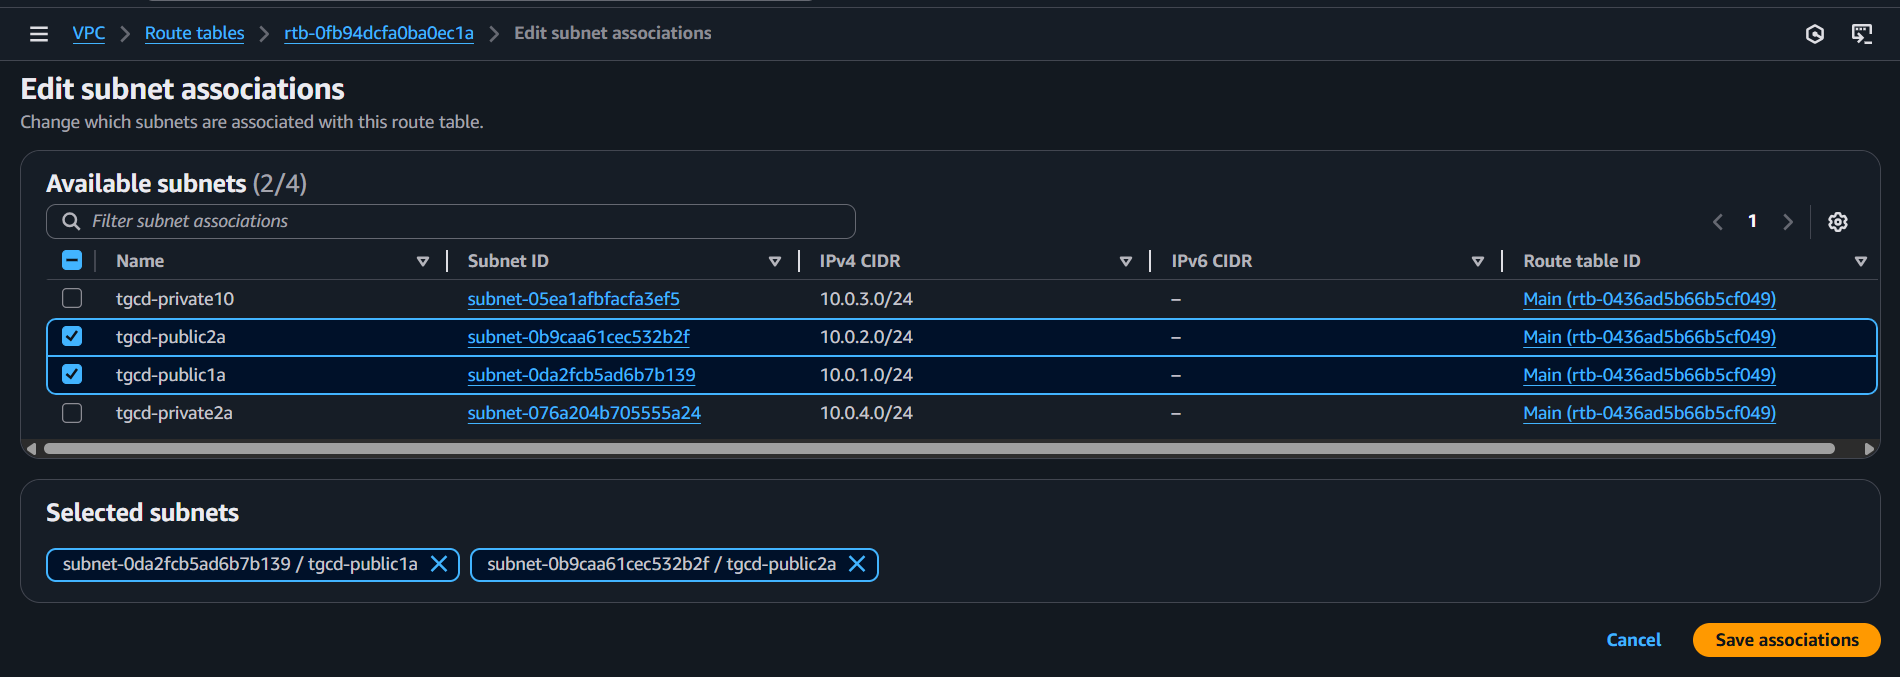 VPC > Route tables > rtb-0fb94dcfa0ba0ec1a > Edit subnet associations
Edit subnet associations
Change which subnets are associated with this route table.
Available subnets (2/4)
Filter subnet associations
1
Name Subnet ID IPv4 CIDR IPv6 CIDR Route table ID
tgcd-private10 subnet-05ea1afbfacfa3ef5 10.0.3.0/24 – Main (rtb-0436ad5b66b5cf049)
tgcd-public2a subnet-0b9caa61cec532b2f 10.0.2.0/24 – Main (rtb-0436ad5b66b5cf049)
tgcd-public1a subnet-0da2fcb5ad6b7b139 10.0.1.0/24 – Main (rtb-0436ad5b66b5cf049)
tgcd-private2a subnet-076a204b705555a24 10.0.4.0/24 – Main (rtb-0436ad5b66b5cf049)
Selected subnets
subnet-0da2fcb5ad6b7b139 / tgcd-public1a subnet-0b9caa61cec532b2f / tgcd-public2a
Cancel Save associations